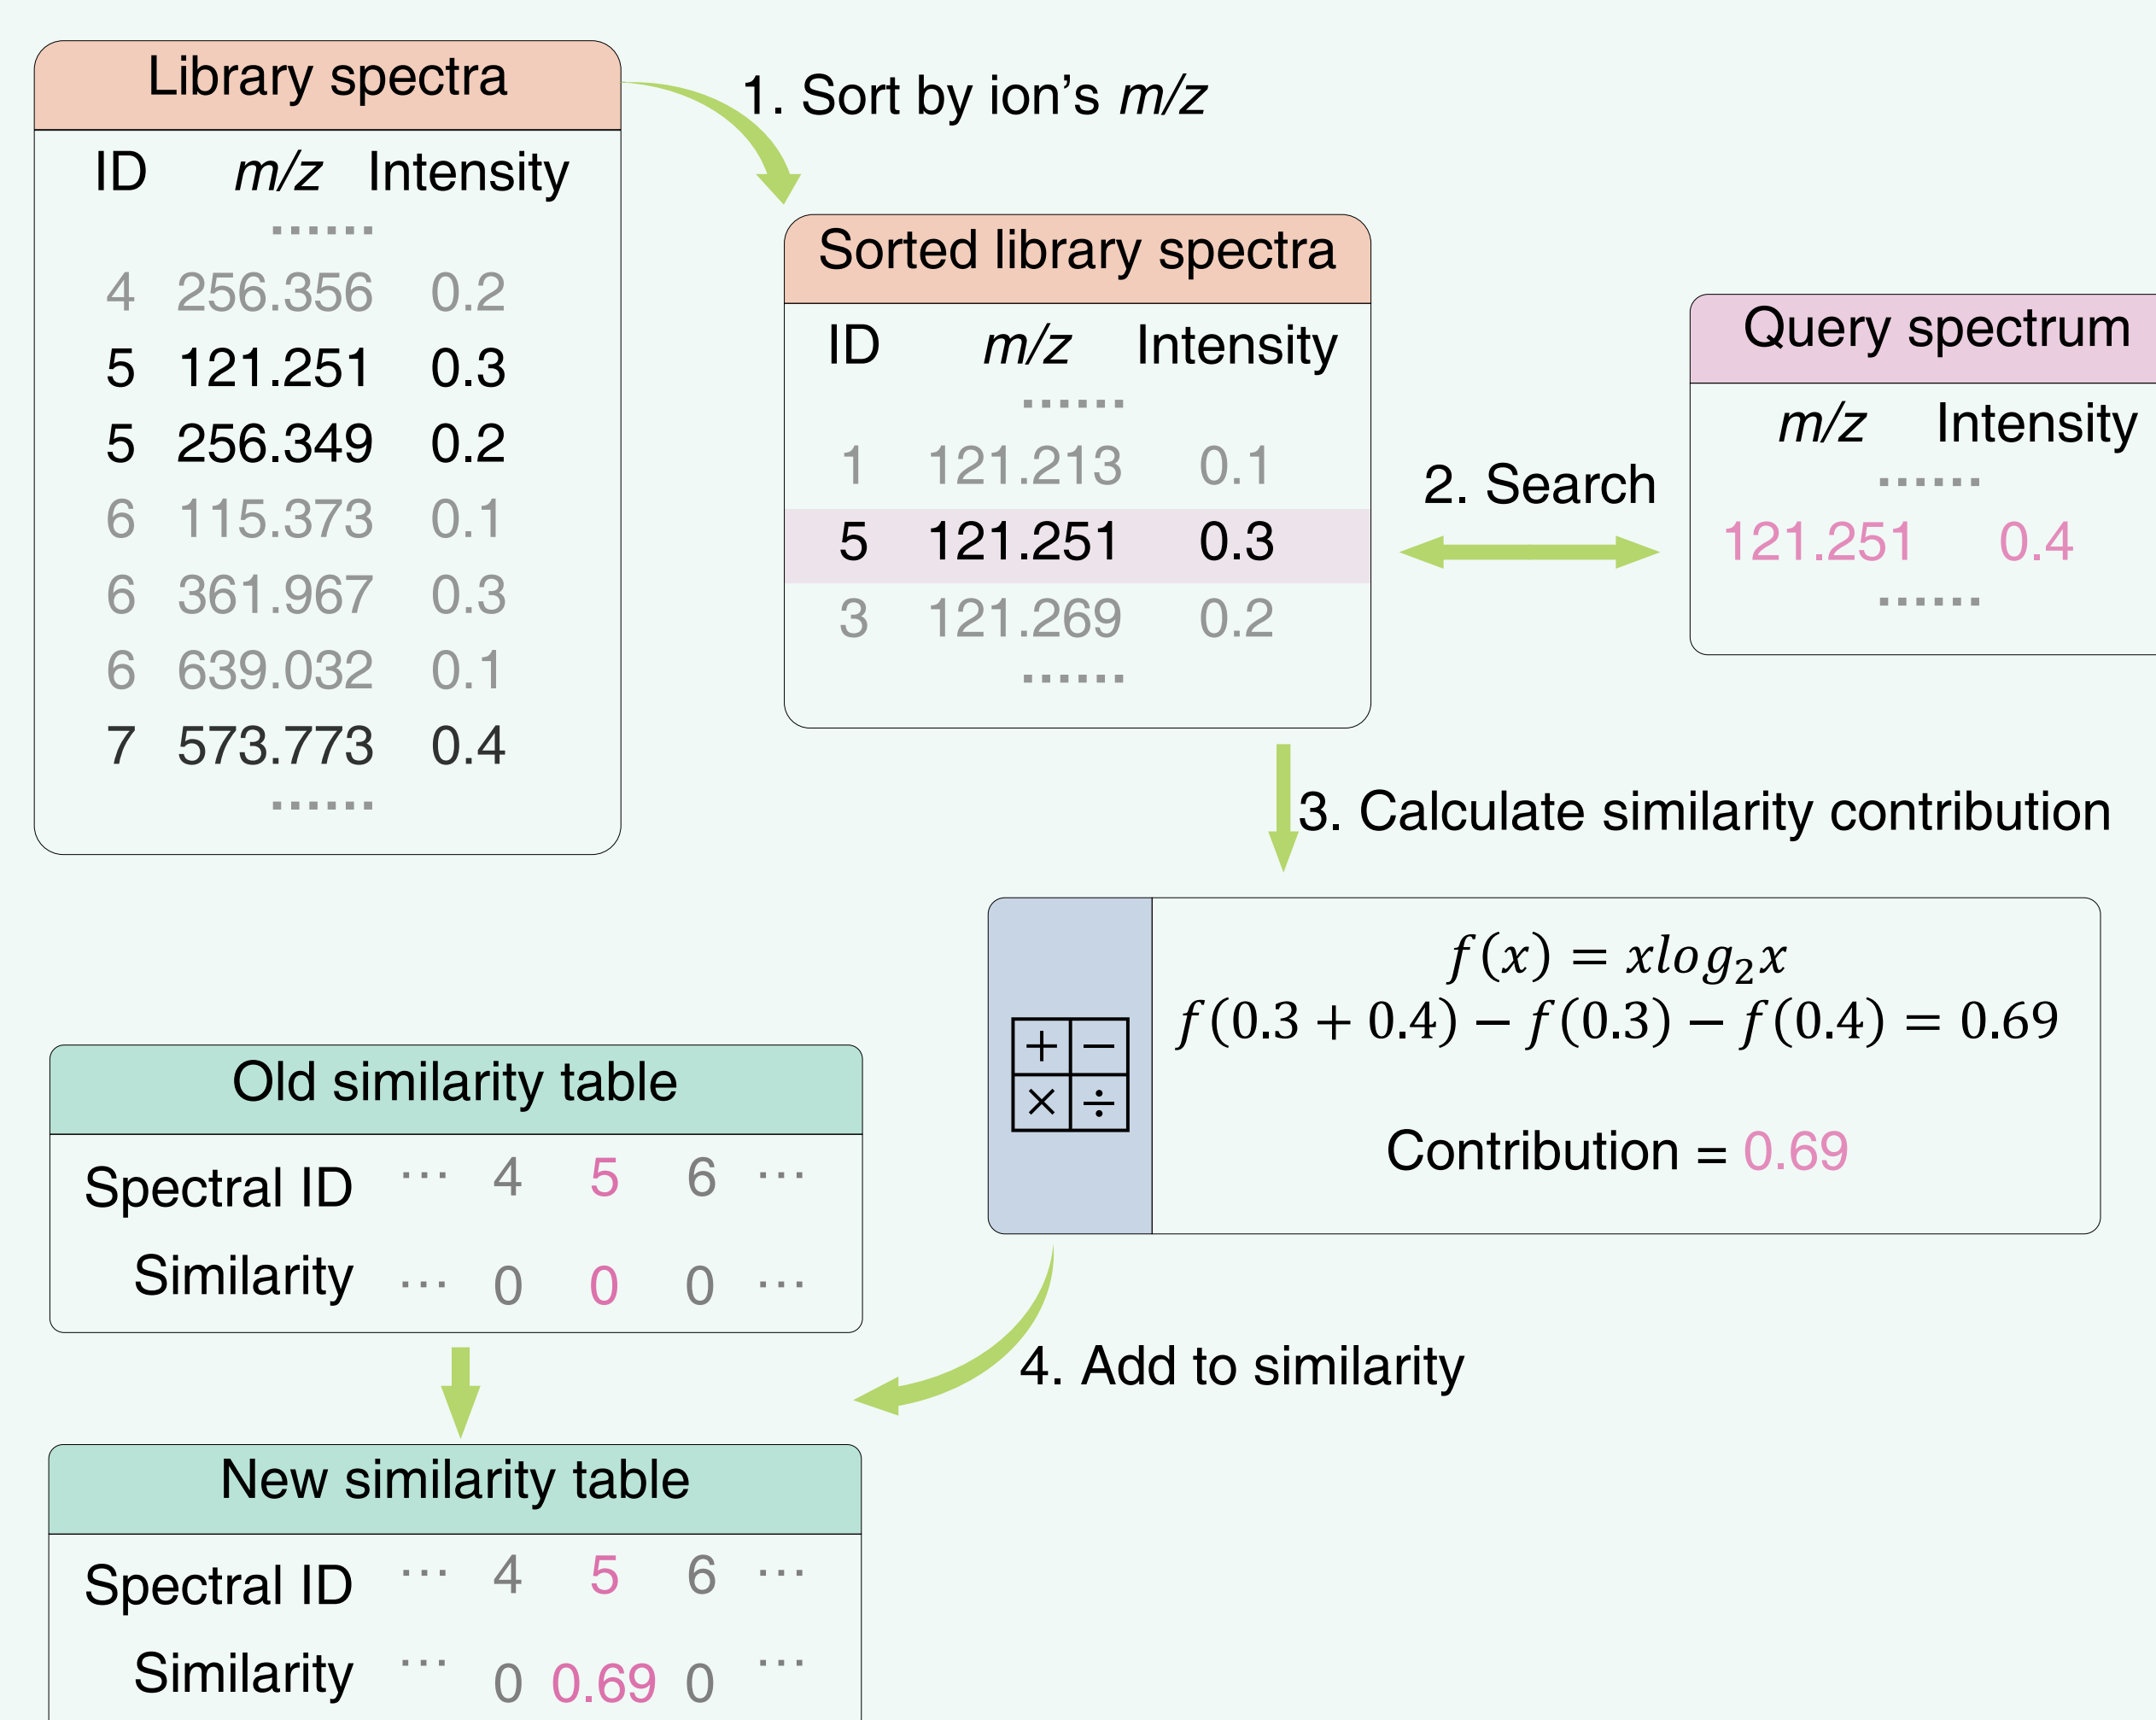 Library spectra
ID m/z Intensity
......
4 256.356 0.2
5 121.251 0.3
5 256.349 0.2
6 115.373 0.1
6 361.967 0.3
6 639.032 0.1
7 573.773 0.4
......
1. Sort by ion's m/z
Sorted library spectra
ID m/z Intensity
......
1 121.213 0.1
5 121.251 0.3
3 121.269 0.2
......
2. Search
Query spectrum
m/z Intensity
......
121.251 0.4
......
3. Calculate similarity contribution
f(x) = xlog₂x
f(0.3 + 0.4) − f(0.3) − f(0.4) = 0.69
+ −
× ÷
Contribution = 0.69
4. Add to similarity
Old similarity table
Spectral ID ... 4 5 6 ...
Similarity ... 0 0 0 ...
New similarity table
Spectral ID ... 4 5 6 ...
Similarity ... 0 0.69 0 ...